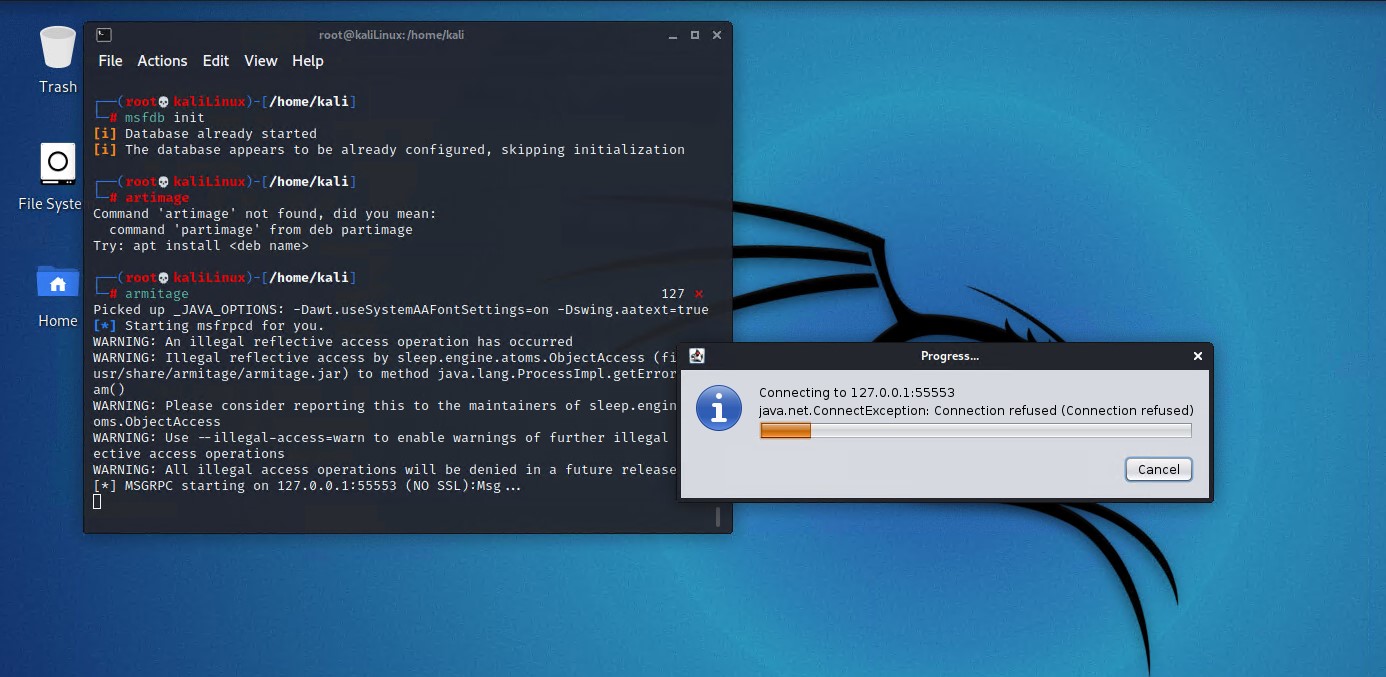 Trash
File Syste
Home
root@kaliLinux: /home/kali
File Actions Edit View Help
┌──(root💀kaliLinux)-[/home/kali]
└─# msfdb init
[i] Database already started
[i] The database appears to be already configured, skipping initialization
┌──(root💀kaliLinux)-[/home/kali]
└─# artimage
Command 'artimage' not found, did you mean:
command 'partimage' from deb partimage
Try: apt install <deb name>
┌──(root💀kaliLinux)-[/home/kali]
└─# armitage 127 ⨯
Picked up _JAVA_OPTIONS: -Dawt.useSystemAAFontSettings=on -Dswing.aatext=true
[*] Starting msfrpcd for you.
WARNING: An illegal reflective access operation has occurred
WARNING: Illegal reflective access by sleep.engine.atoms.ObjectAccess (fi
usr/share/armitage/armitage.jar) to method java.lang.ProcessImpl.getError
am()
WARNING: Please consider reporting this to the maintainers of sleep.engin
oms.ObjectAccess
WARNING: Use --illegal-access=warn to enable warnings of further illegal
ective access operations
WARNING: All illegal access operations will be denied in a future release
[*] MSGRPC starting on 127.0.0.1:55553 (NO SSL):Msg...
Progress...
Connecting to 127.0.0.1:55553
java.net.ConnectException: Connection refused (Connection refused)
Cancel